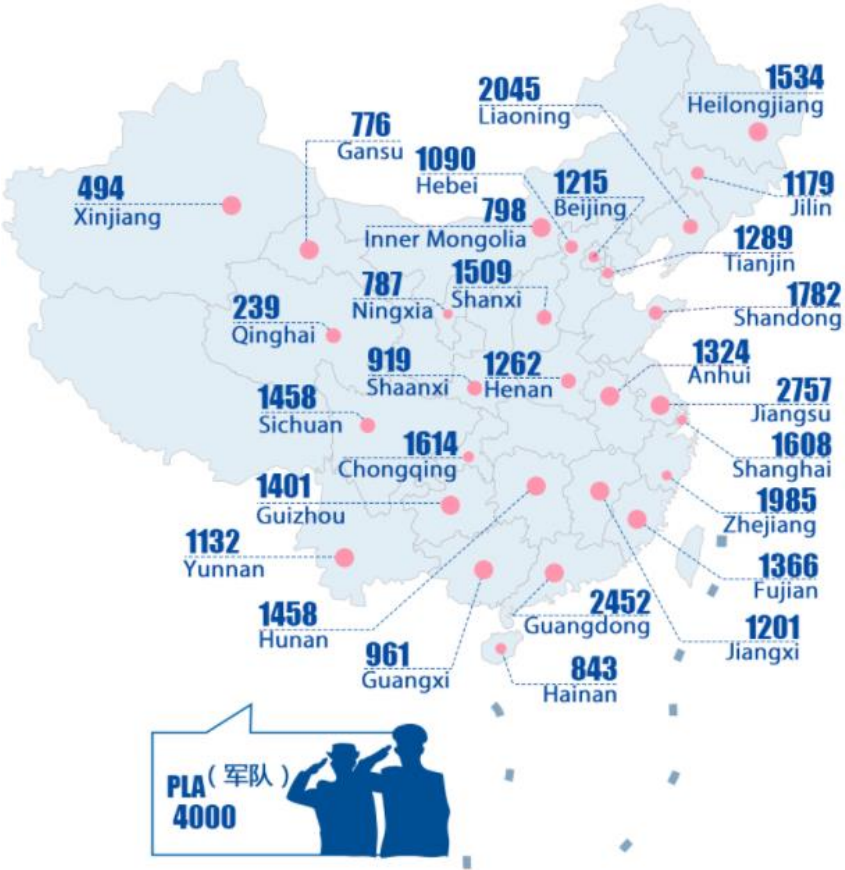 1534
Heilongjiang
2045
Liaoning
776
Gansu
1090
Hebei
1215
Beijing
1179
Jilin
494
Xinjiang
798
Inner Mongolia
1289
Tianjin
1509
Shanxi
787
Ningxia
1782
Shandong
239
Qinghai
919
Shaanxi
1262
Henan
1324
Anhui
2757
Jiangsu
1458
Sichuan
1614
Chongqing
1608
Shanghai
1401
Guizhou
1985
Zhejiang
1132
Yunnan
1366
Fujian
1458
Hunan
2452
Guangdong
1201
Jiangxi
961
Guangxi
843
Hainan
PLA（军队）
4000